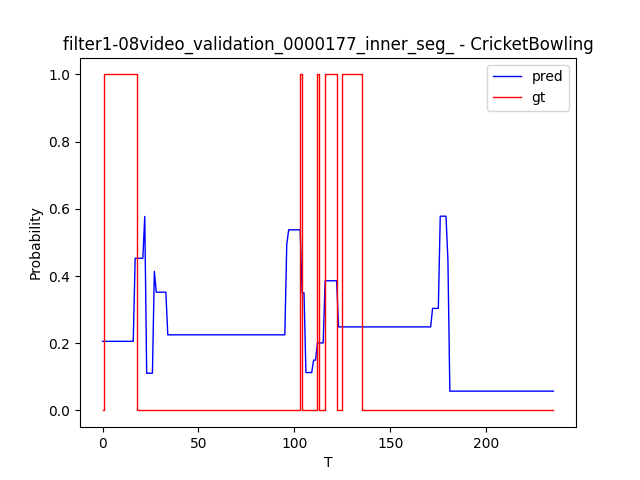 filter1-08video_validation_0000177_inner_seg_ - CricketBowling
pred
gt
1.0
0.8
0.6
0.4
0.2
0.0
Probability
0
50
100
150
200
T